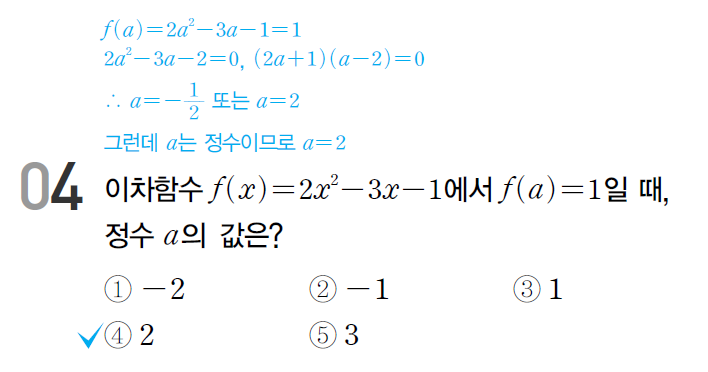 f(a)=2a²-3a-1=1
2a²-3a-2=0, (2a+1)(a-2)=0
∴ a=-1/2 또는 a=2
그런데 a는 정수이므로 a=2
04 이차함수 f(x)=2x²-3x-1에서 f(a)=1일 때,
정수 a의 값은?
① -2 ② -1 ③ 1
④ 2 ⑤ 3